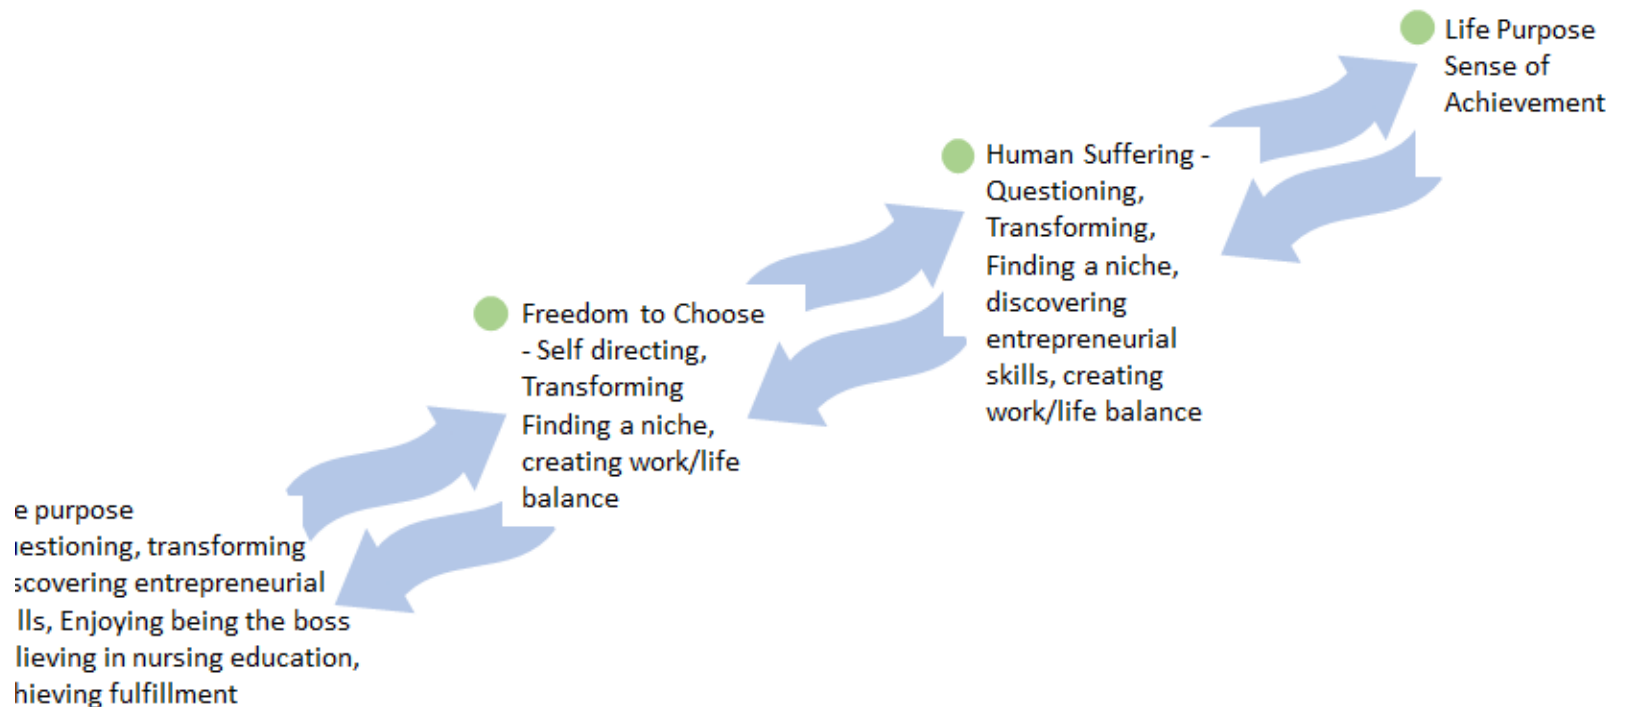 Life Purpose
Sense of
Achievement
Human Suffering -
Questioning,
Transforming,
Finding a niche,
discovering
entrepreneurial
skills, creating
work/life balance
Freedom to Choose
- Self directing,
Transforming
Finding a niche,
creating work/life
balance
purpose
transforming
entrepreneurial
Enjoying being the boss
in nursing education,
fulfillment